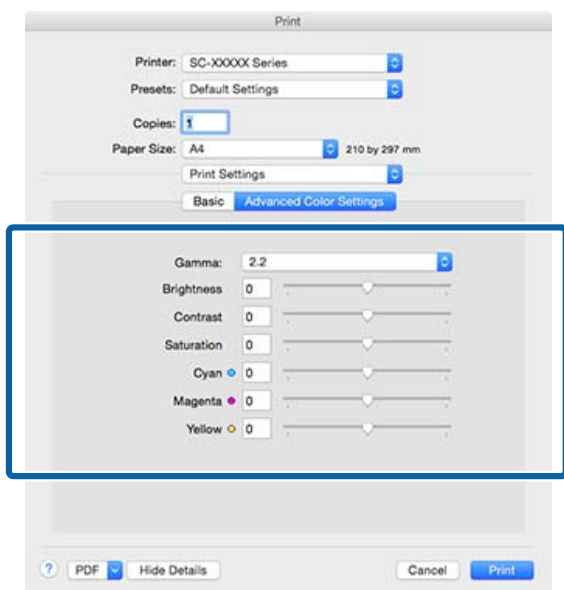 Print
Printer: SC-XXXXX Series
Presets: Default Settings
Copies: 1
Paper Size: A4 210 by 297 mm
Print Settings
Basic Advanced Color Settings
Gamma: 2.2
Brightness 0
Contrast 0
Saturation 0
Cyan 0
Magenta 0
Yellow 0
? PDF Hide Details Cancel Print